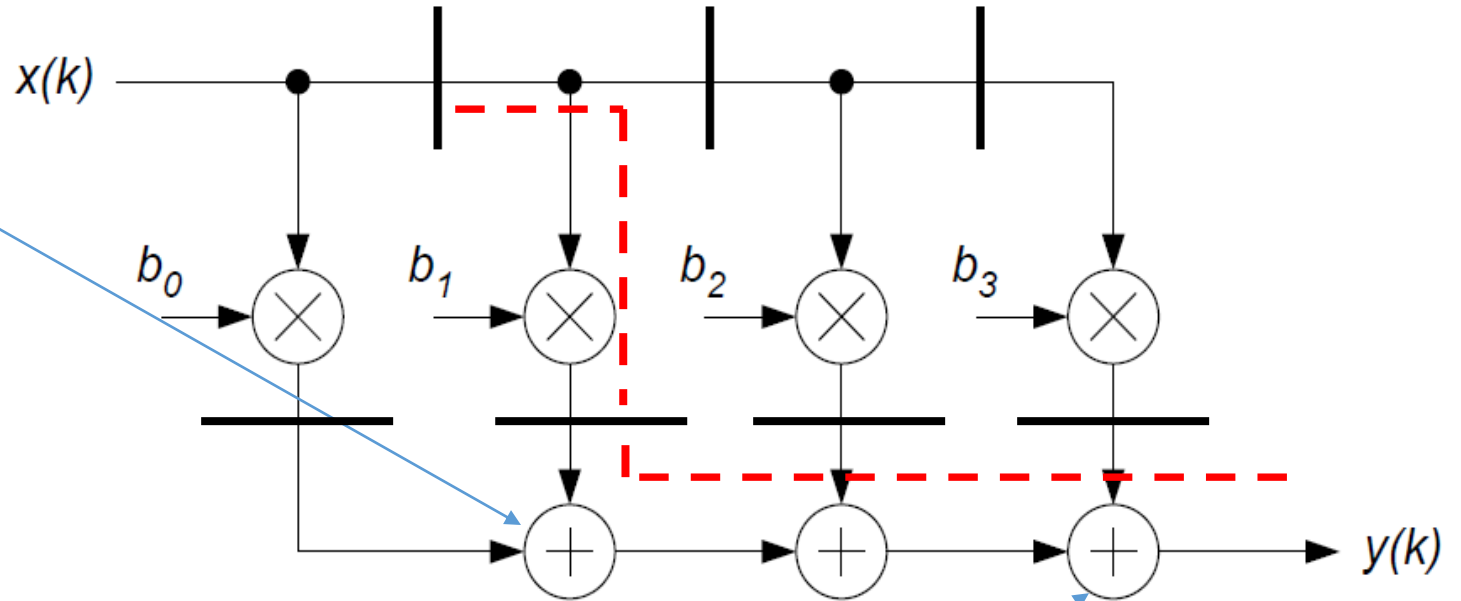 x(k)
b₀ b₁ b₂ b₃
y(k)